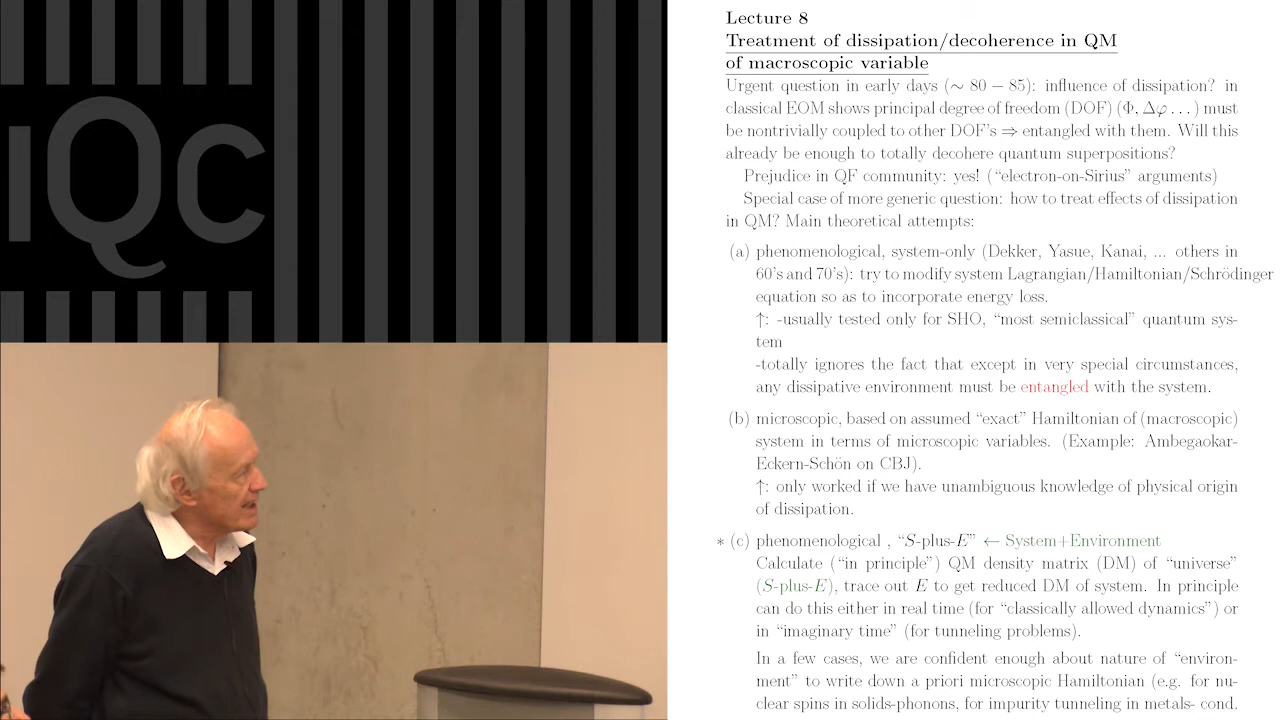 IQC
Lecture 8
Treatment of dissipation/decoherence in QM
of macroscopic variable
Urgent question in early days (∼ 80 − 85): influence of dissipation? in
classical EOM shows principal degree of freedom (DOF) (Φ, Δφ . . . ) must
be nontrivially coupled to other DOF's ⇒ entangled with them. Will this
already be enough to totally decohere quantum superpositions?
Prejudice in QF community: yes! ("electron-on-Sirius" arguments)
Special case of more generic question: how to treat effects of dissipation
in QM? Main theoretical attempts:
(a) phenomenological, system-only (Dekker, Yasue, Kanai, ... others in
60's and 70's): try to modify system Lagrangian/Hamiltonian/Schrödinger
equation so as to incorporate energy loss.
↑: -usually tested only for SHO, "most semiclassical" quantum sys-
tem
-totally ignores the fact that except in very special circumstances,
any dissipative environment must be entangled with the system.
(b) microscopic, based on assumed "exact" Hamiltonian of (macroscopic)
system in terms of microscopic variables. (Example: Ambegaokar-
Eckern-Schön on CBJ).
↑: only worked if we have unambiguous knowledge of physical origin
of dissipation.
* (c) phenomenological , "S-plus-E" ← System+Environment
Calculate ("in principle") QM density matrix (DM) of "universe"
(S-plus-E), trace out E to get reduced DM of system. In principle
can do this either in real time (for "classically allowed dynamics") or
in "imaginary time" (for tunneling problems).
In a few cases, we are confident enough about nature of "environ-
ment" to write down a priori microscopic Hamiltonian (e.g. for nu-
clear spins in solids-phonons, for impurity tunneling in metals- cond.